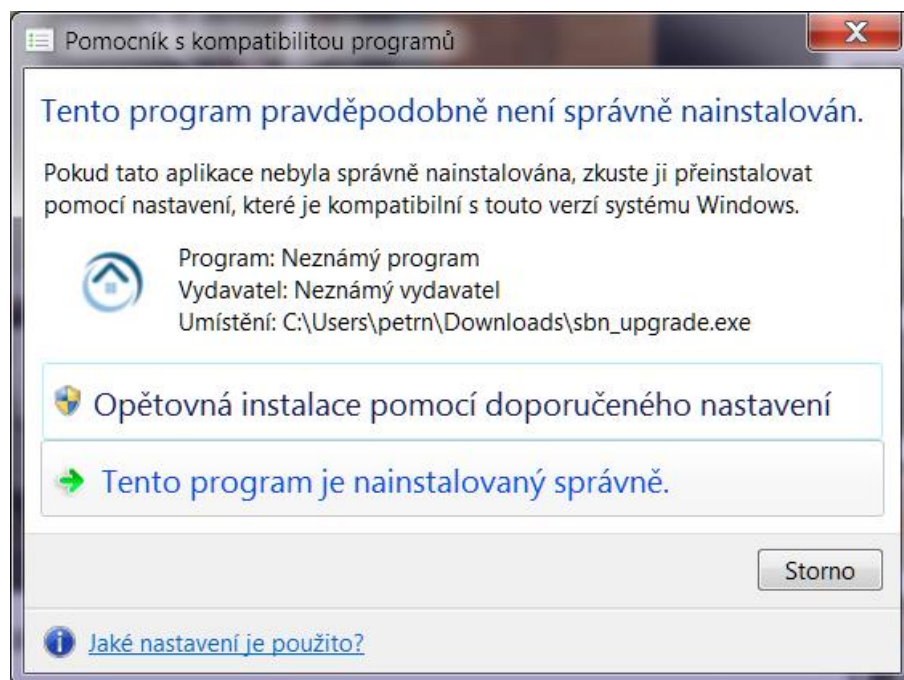 Pomocník s kompatibilitou programů
Tento program pravděpodobně není správně nainstalován.
Pokud tato aplikace nebyla správně nainstalována, zkuste ji přeinstalovat
pomocí nastavení, které je kompatibilní s touto verzí systému Windows.
Program: Neznámý program
Vydavatel: Neznámý vydavatel
Umístění: C:\Users\petrn\Downloads\sbn_upgrade.exe
Opětovná instalace pomocí doporučeného nastavení
Tento program je nainstalovaný správně.
Storno
Jaké nastavení je použito?